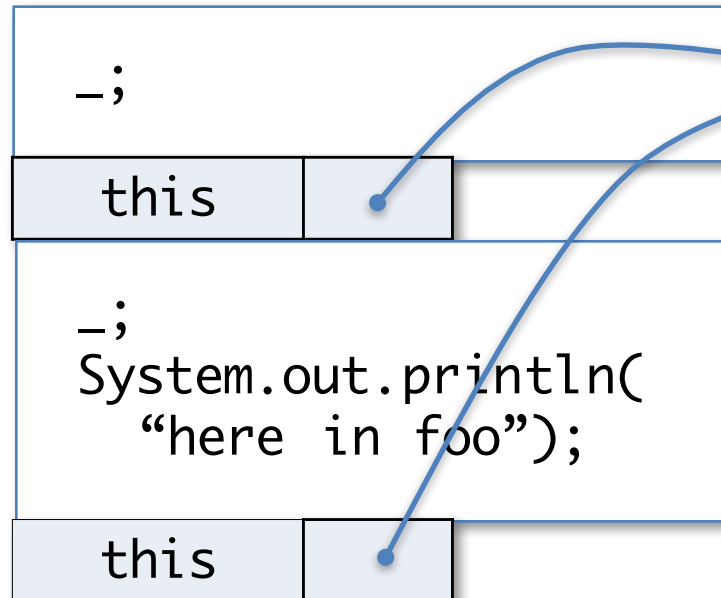 _;
this
_;
System.out.println(
“here in foo”);
this